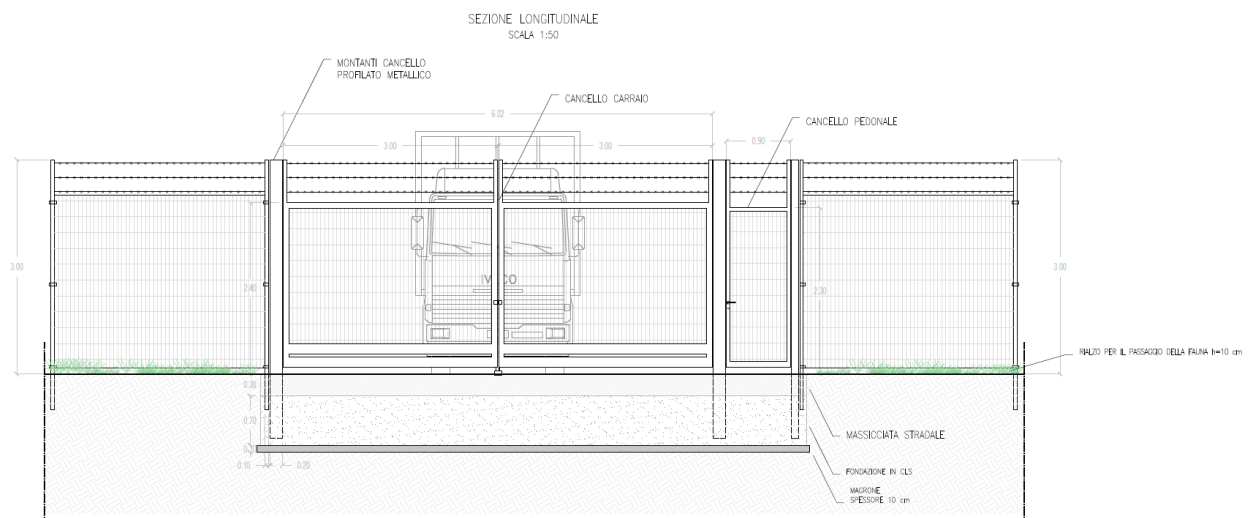 SEZIONE LONGITUDINALE
SCALA 1:50
MONTANTI CANCELLO
PROFILATO METALLICO
CANCELLO CARRAIO
6.02
CANCELLO PEDONALE
3.00
3.00
0.90
3.00
2.40
IVECO
2.30
3.00
RIALZO PER IL PASSAGGIO DELLA FAUNA h=10 cm
0.30
0.70
MASSICCIATA STRADALE
0.10
0.20
FONDAZIONE IN CLS
MAGRONE
SPESSORE 10 cm